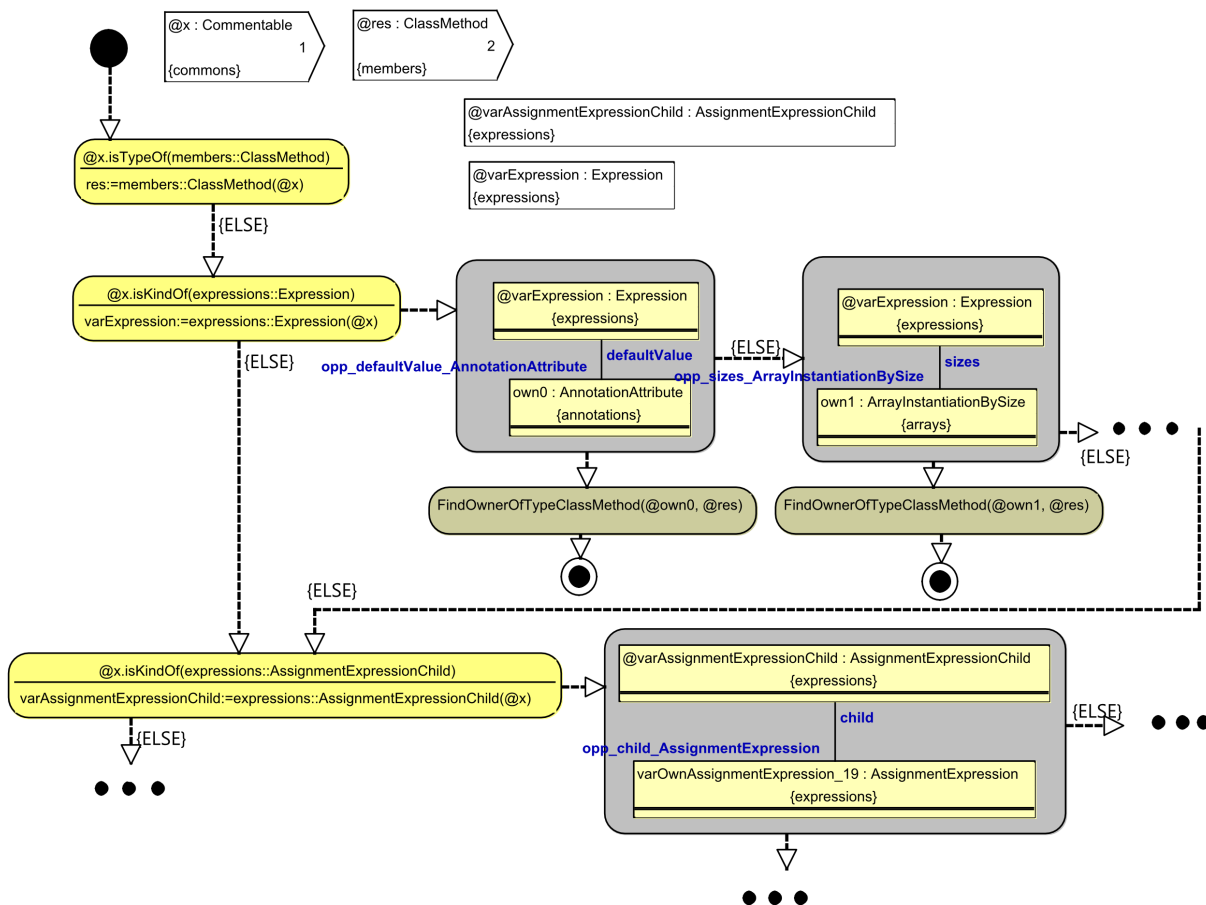 @x : Commentable
1
{commons}
@res : ClassMethod
2
{members}
@varAssignmentExpressionChild : AssignmentExpressionChild
{expressions}
@x.isTypeOf(members::ClassMethod)
res:=members::ClassMethod(@x)
@varExpression : Expression
{expressions}
{ELSE}
@x.isKindOf(expressions::Expression)
varExpression:=expressions::Expression(@x)
{ELSE}
@varExpression : Expression
{expressions}
defaultValue
opp_defaultValue_AnnotationAttribute
own0 : AnnotationAttribute
{annotations}
{ELSE}
@varExpression : Expression
{expressions}
sizes
opp_sizes_ArrayInstantiationBySize
own1 : ArrayInstantiationBySize
{arrays}
{ELSE}
FindOwnerOfTypeClassMethod(@own0, @res)
FindOwnerOfTypeClassMethod(@own1, @res)
{ELSE}
@x.isKindOf(expressions::AssignmentExpressionChild)
varAssignmentExpressionChild:=expressions::AssignmentExpressionChild(@x)
{ELSE}
@varAssignmentExpressionChild : AssignmentExpressionChild
{expressions}
child
opp_child_AssignmentExpression
varOwnAssignmentExpression_19 : AssignmentExpression
{expressions}
{ELSE}